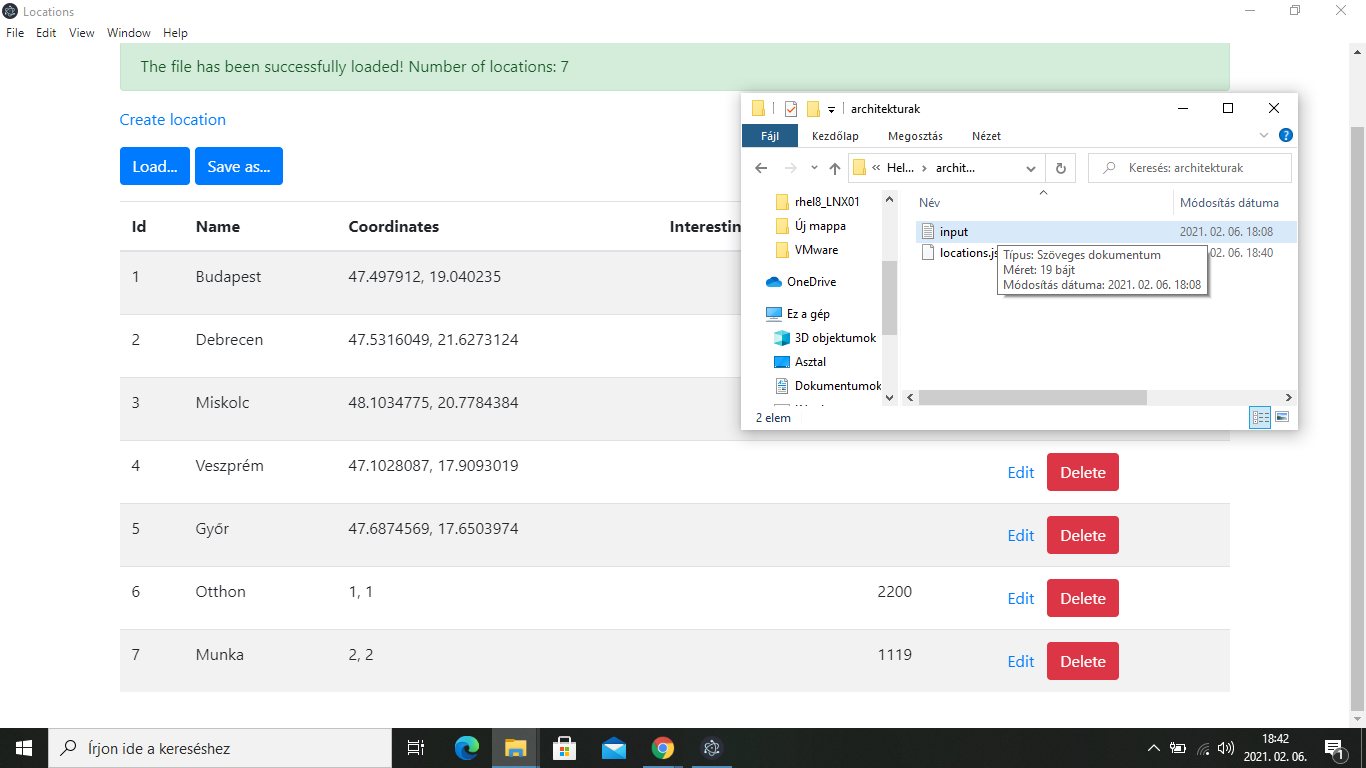 Locations
File Edit View Window Help
The file has been successfully loaded! Number of locations: 7
Create location
Load... Save as...
Id Name Coordinates
1 Budapest 47.497912, 19.040235
2 Debrecen 47.5316049, 21.6273124
3 Miskolc 48.1034775, 20.7784384
4 Veszprém 47.1028087, 17.9093019 Edit Delete
5 Győr 47.6874569, 17.6503974 Edit Delete
6 Otthon 1, 1 2200 Edit Delete
7 Munka 2, 2 1119 Edit Delete
architekturak
Fájl Kezdőlap Megosztás Nézet
« Hel... › archit... Keresés: architekturak
rhel8_LNX01
Új mappa
VMware
OneDrive
Ez a gép
3D objektumok
Asztal
Dokumentumok
Név Módosítás dátuma
input 2021. 02. 06. 18:08
locations.js 02. 06. 18:40
Típus: Szöveges dokumentum
Méret: 19 bájt
Módosítás dátuma: 2021. 02. 06. 18:08
2 elem
Írjon ide a kereséshez
18:42
2021. 02. 06.
1